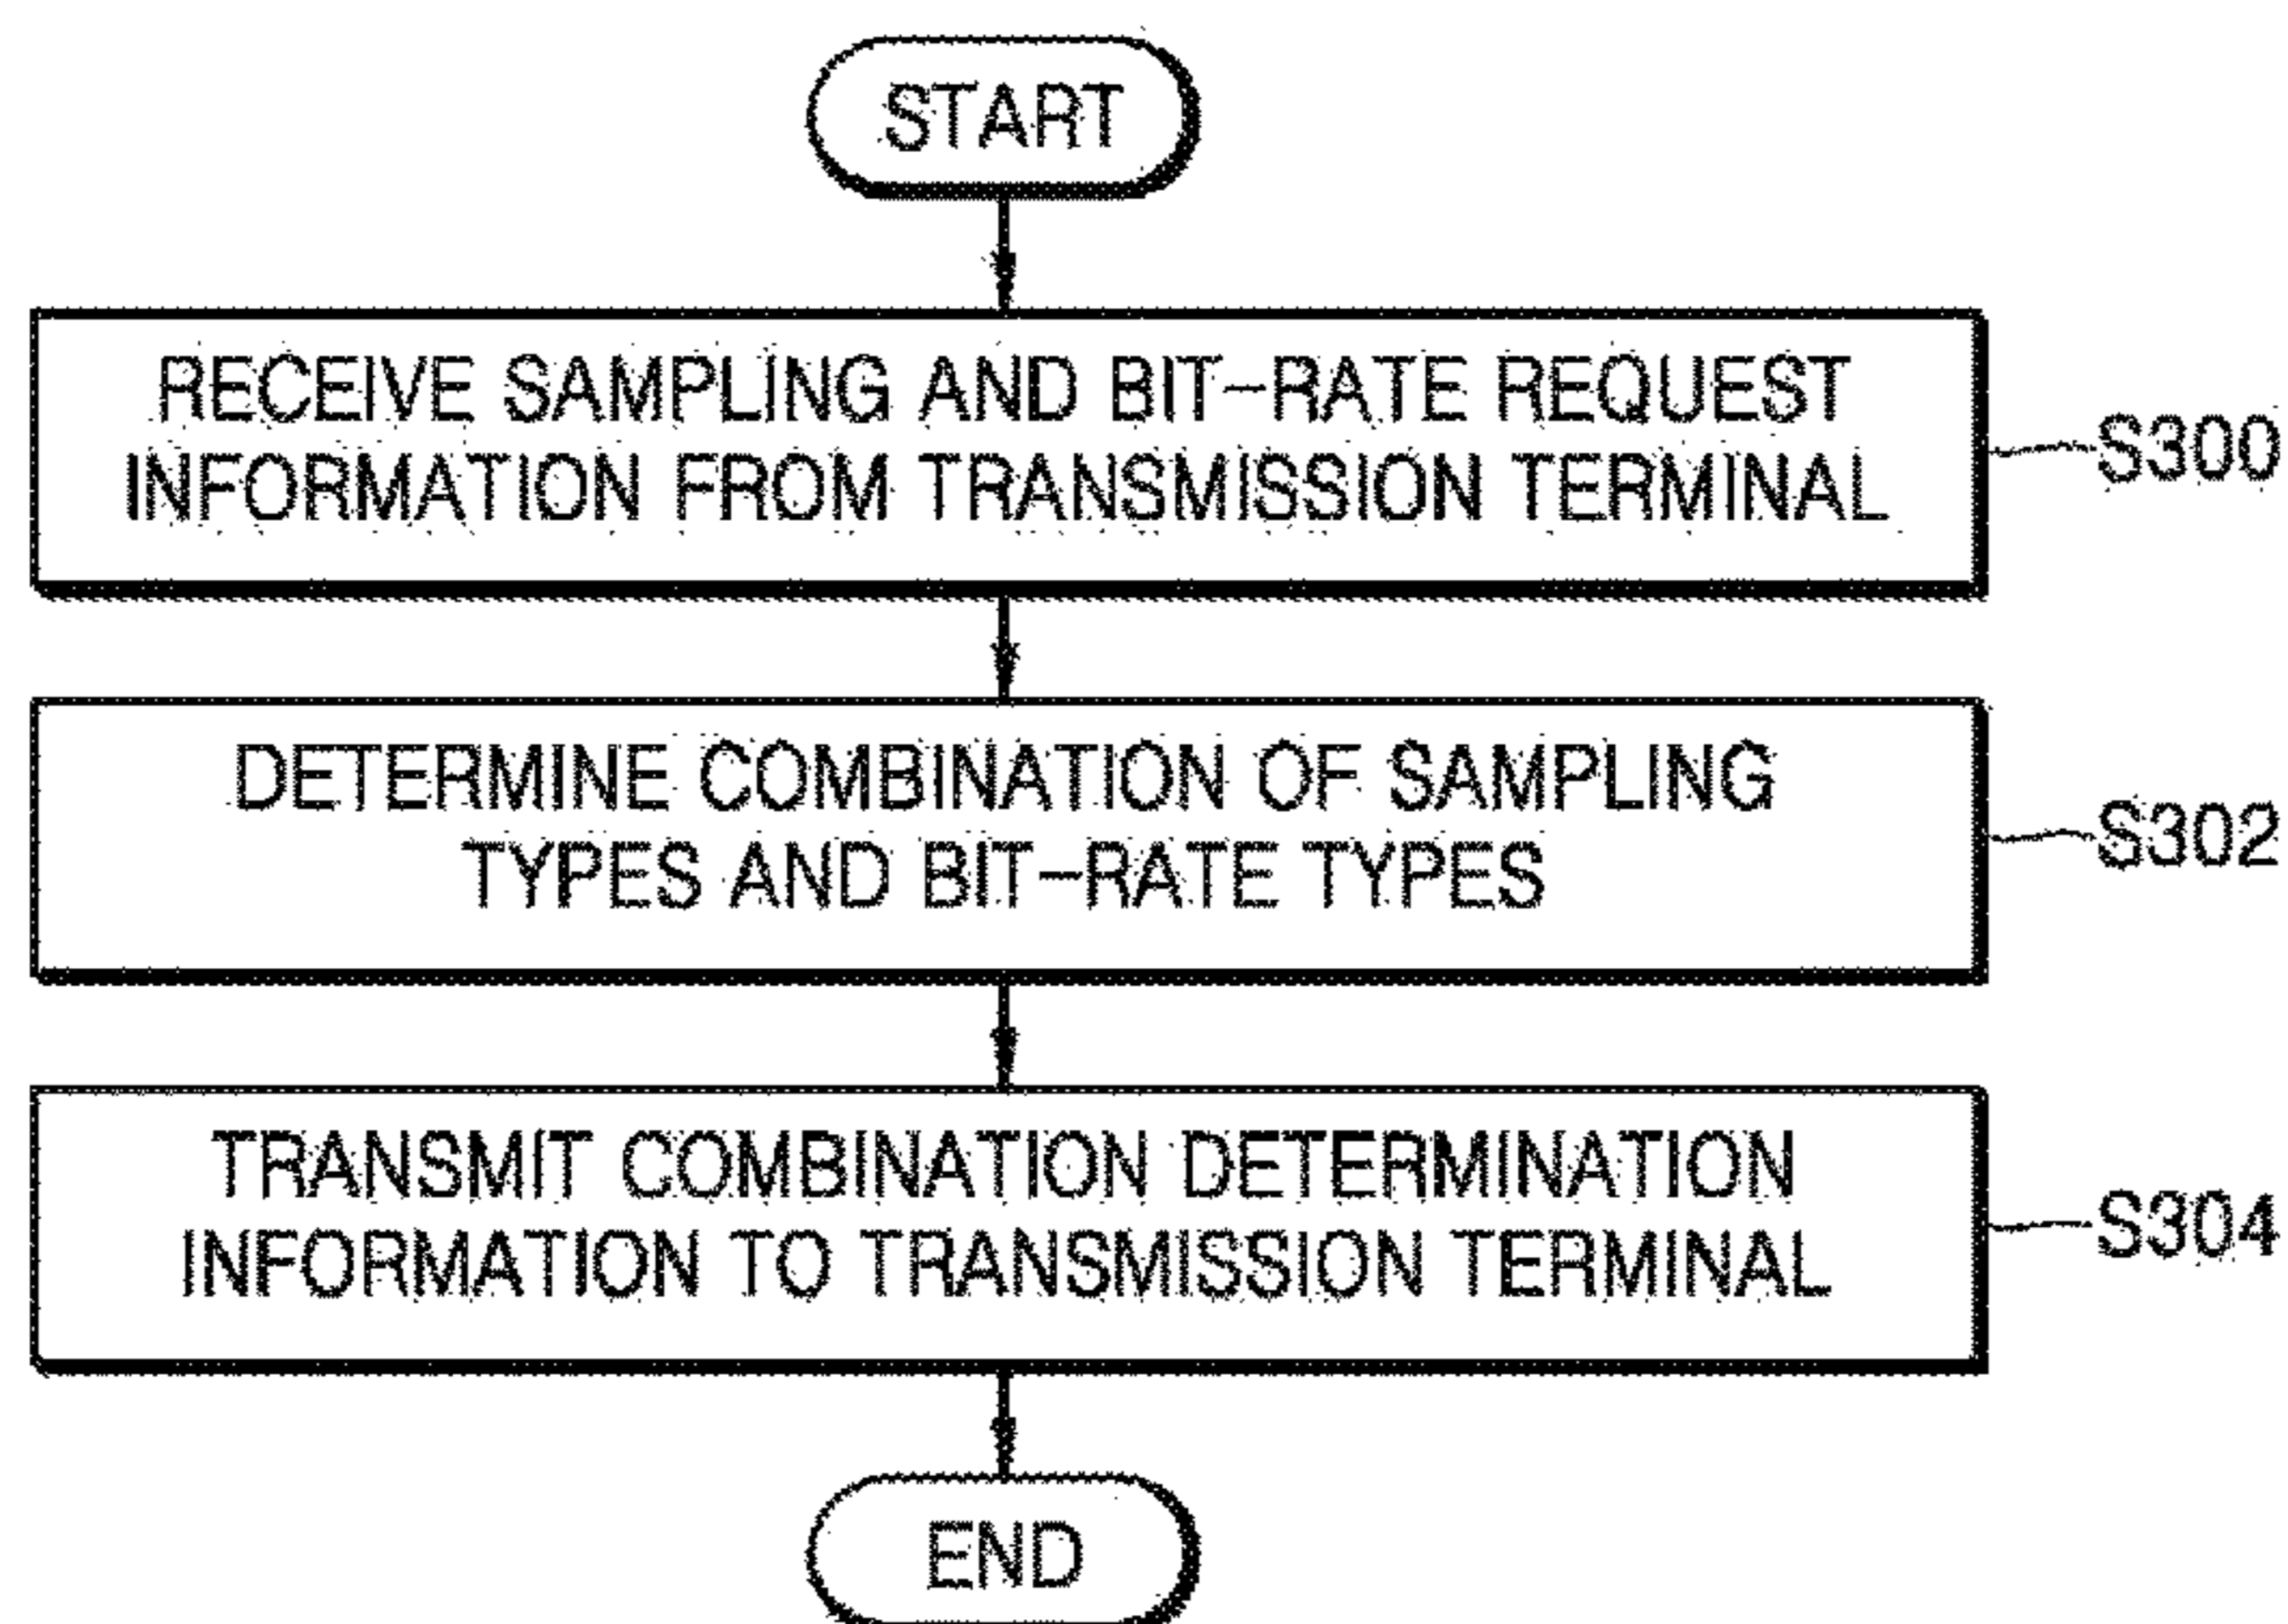 START
RECEIVE SAMPLING AND BIT-RATE REQUEST
INFORMATION FROM TRANSMISSION TERMINAL
S300
DETERMINE COMBINATION OF SAMPLING
TYPES AND BIT-RATE TYPES
S302
TRANSMIT COMBINATION DETERMINATION
INFORMATION TO TRANSMISSION TERMINAL
S304
END